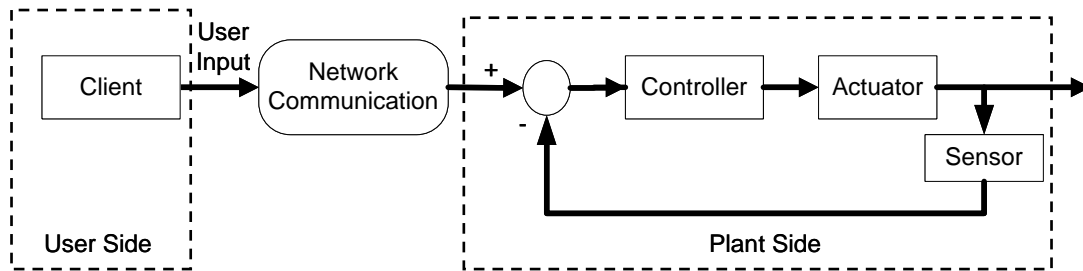 User
Input
Client
Network
Communication
+
-
Controller
Actuator
Sensor
User Side
Plant Side